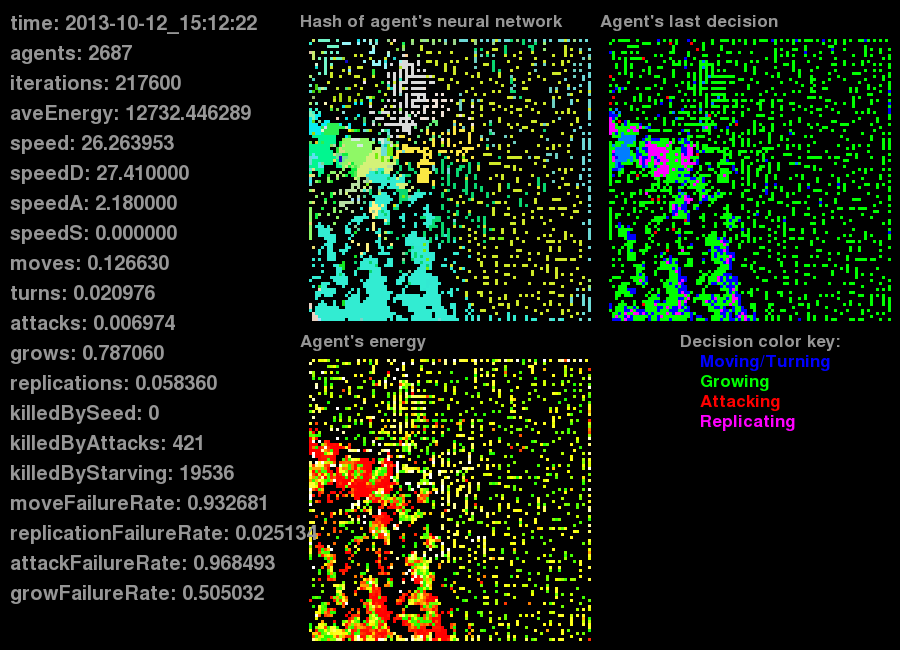 time: 2013-10-12_15:12:22
agents: 2687
iterations: 217600
aveEnergy: 12732.446289
speed: 26.263953
speedD: 27.410000
speedA: 2.180000
speedS: 0.000000
moves: 0.126630
turns: 0.020976
attacks: 0.006974
grows: 0.787060
replications: 0.058360
killedBySeed: 0
killedByAttacks: 421
killedByStarving: 19536
moveFailureRate: 0.932681
replicationFailureRate: 0.025134
attackFailureRate: 0.968493
growFailureRate: 0.505032
Hash of agent's neural network
Agent's last decision
Agent's energy
Decision color key:
Moving/Turning
Growing
Attacking
Replicating